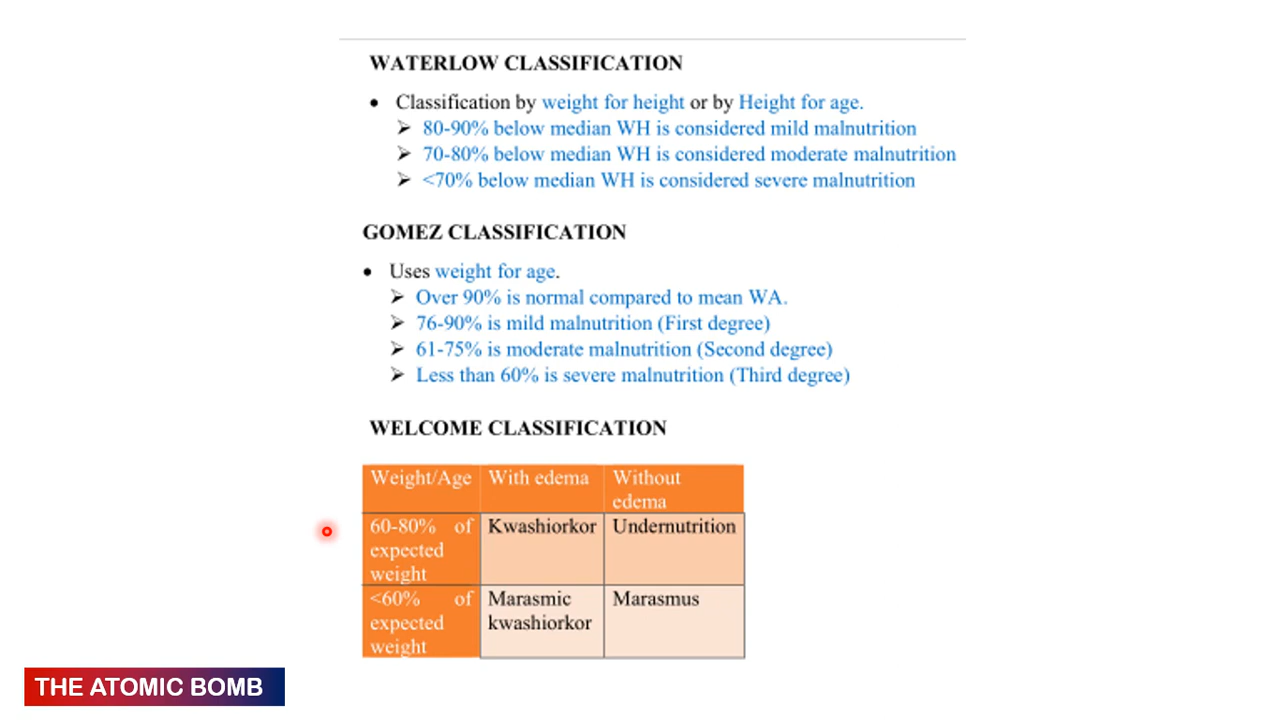 WATERLOW CLASSIFICATION
• Classification by weight for height or by Height for age.
➢ 80-90% below median WH is considered mild malnutrition
➢ 70-80% below median WH is considered moderate malnutrition
➢ <70% below median WH is considered severe malnutrition
GOMEZ CLASSIFICATION
• Uses weight for age.
➢ Over 90% is normal compared to mean WA.
➢ 76-90% is mild malnutrition (First degree)
➢ 61-75% is moderate malnutrition (Second degree)
➢ Less than 60% is severe malnutrition (Third degree)
WELCOME CLASSIFICATION
Weight/Age With edema Without
edema
60-80% of Kwashiorkor Undernutrition
expected
weight
<60% of Marasmic Marasmus
expected kwashiorkor
weight
THE ATOMIC BOMB